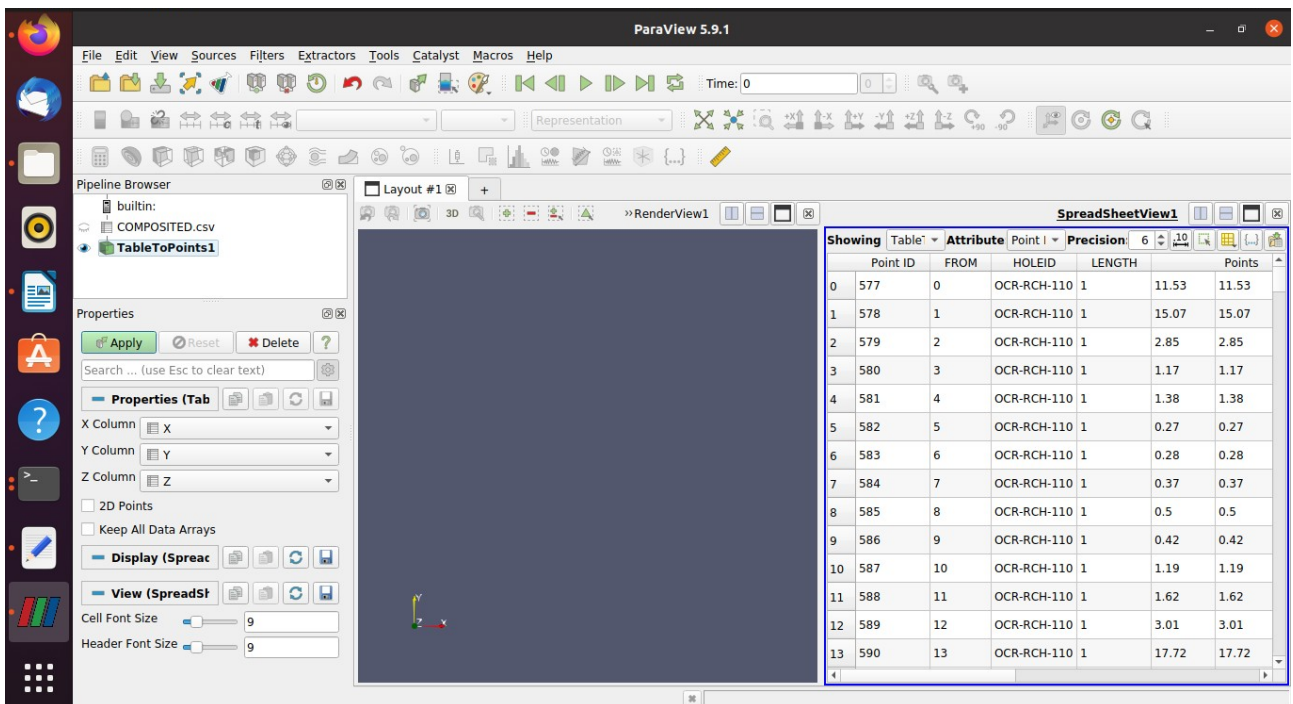 ParaView 5.9.1
File Edit View Sources Filters Extractors Tools Catalyst Macros Help
Time: 0 0
Representation
+X -X +Y -Y +Z -Z +90 -90
Pipeline Browser
builtin:
COMPOSITED.csv
TableToPoints1
Properties
Apply Reset Delete ?
Search ... (use Esc to clear text)
Properties (Tab
X Column X
Y Column Y
Z Column Z
2D Points
Keep All Data Arrays
Display (Spreac
View (SpreadSh
Cell Font Size 9
Header Font Size 9
Layout #1 +
3D RenderView1
Y
Z X
SpreadSheetView1
Showing Table Attribute Point Precision: 6
Point ID FROM HOLEID LENGTH Points
0 577 0 OCR-RCH-110 1 11.53 11.53
1 578 1 OCR-RCH-110 1 15.07 15.07
2 579 2 OCR-RCH-110 1 2.85 2.85
3 580 3 OCR-RCH-110 1 1.17 1.17
4 581 4 OCR-RCH-110 1 1.38 1.38
5 582 5 OCR-RCH-110 1 0.27 0.27
6 583 6 OCR-RCH-110 1 0.28 0.28
7 584 7 OCR-RCH-110 1 0.37 0.37
8 585 8 OCR-RCH-110 1 0.5 0.5
9 586 9 OCR-RCH-110 1 0.42 0.42
10 587 10 OCR-RCH-110 1 1.19 1.19
11 588 11 OCR-RCH-110 1 1.62 1.62
12 589 12 OCR-RCH-110 1 3.01 3.01
13 590 13 OCR-RCH-110 1 17.72 17.72